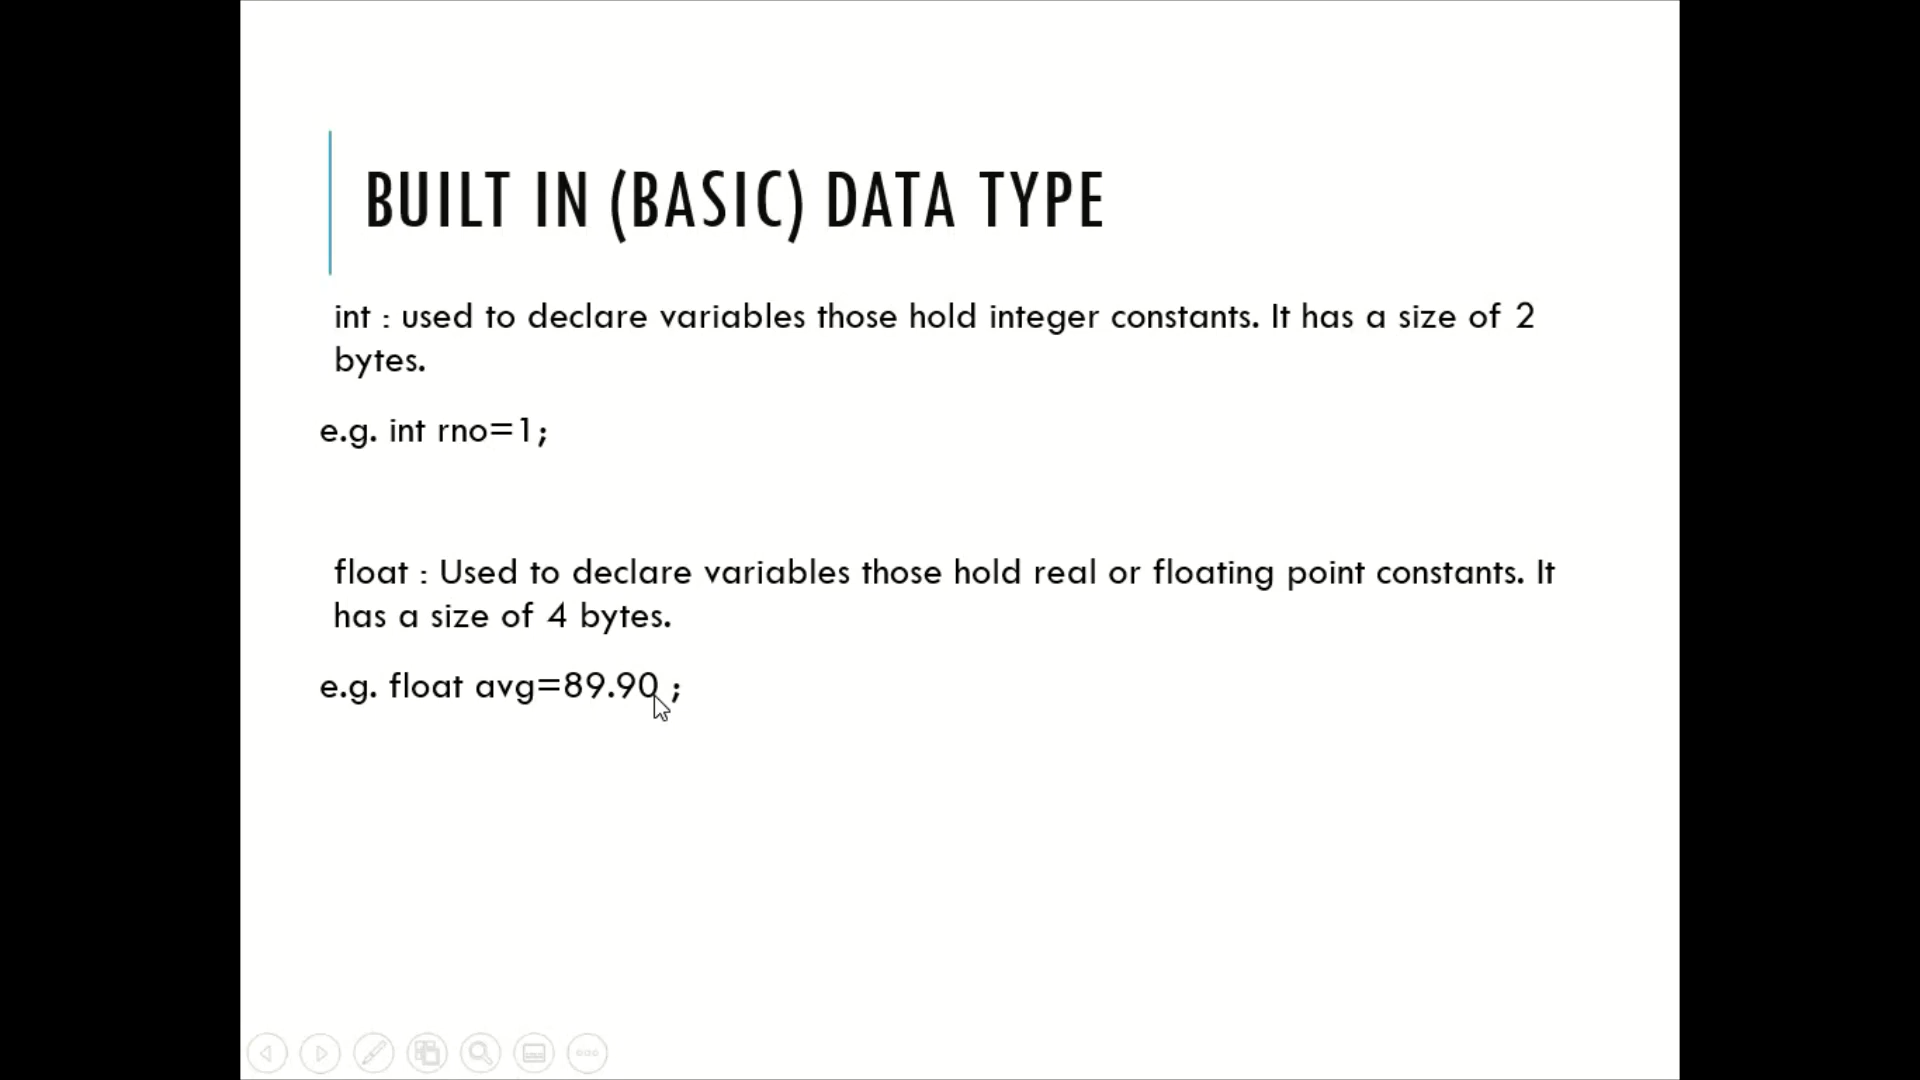 BUILT IN (BASIC) DATA TYPE
int : used to declare variables those hold integer constants. It has a size of 2
bytes.
e.g. int rno=1;
float : Used to declare variables those hold real or floating point constants. It
has a size of 4 bytes.
e.g. float avg=89.90 ;